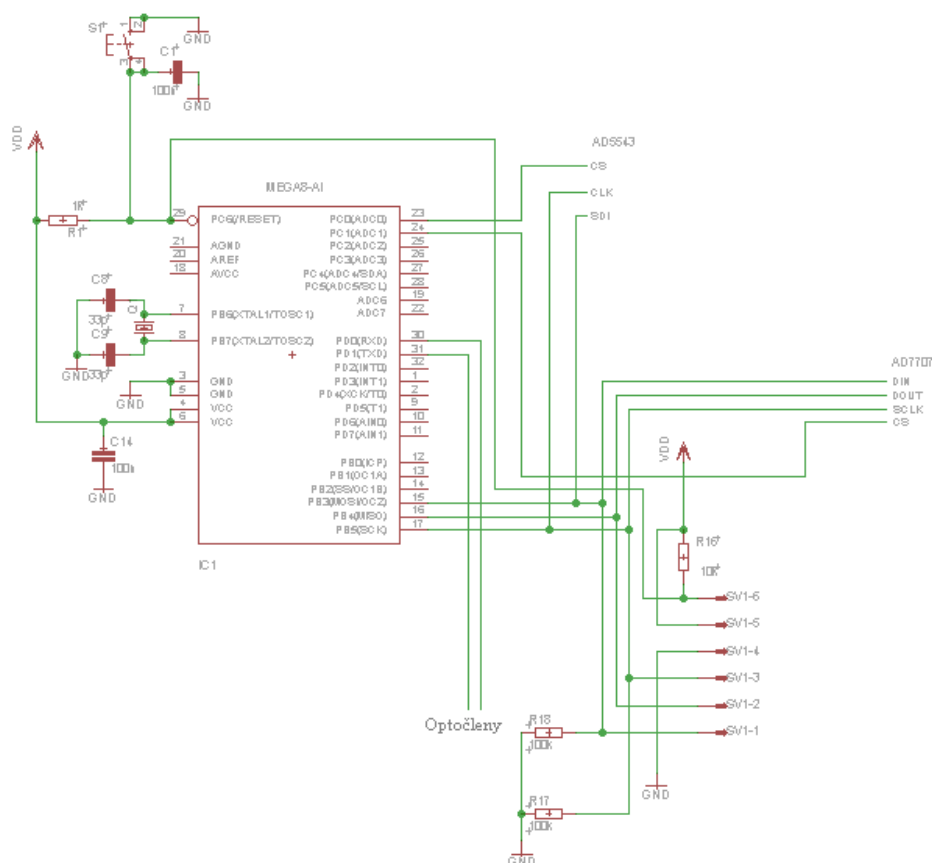 S1
1
2
GND
3
4
C1
100n
GND
VDD
AD5543
CS
CLK
SDI
MEGA8-AI
1K
R1
29
PC6(/RESET)
PC0(ADC0)
23
PC1(ADC1)
24
21
AGND
PC2(ADC2)
25
20
AREF
PC3(ADC3)
26
18
AVCC
PC4(ADC4/SDA)
27
PC5(ADC5/SCL)
28
ADC6
19
ADC7
22
C8
33p
Q
7
PB6(XTAL1/TOSC1)
8
PB7(XTAL2/TOSC2)
C9
33p
GND
PD0(RXD)
30
PD1(TXD)
31
PD2(INT0)
32
PD3(INT1)
1
PD4(XCK/T0)
2
PD5(T1)
9
PD6(AIN0)
10
PD7(AIN1)
11
3
GND
5
GND
4
VCC
6
VCC
GND
C14
100n
GND
PB0(ICP)
12
PB1(OC1A)
13
PB2(SS/OC1B)
14
PB3(MOSI/OC2)
15
PB4(MISO)
16
PB5(SCK)
17
IC1
AD7707
DIN
DOUT
SCLK
CS
VDD
R16
10K
SV1-6
SV1-5
SV1-4
SV1-3
SV1-2
SV1-1
Optočleny
R18
100k
GND
R17
100k
GND